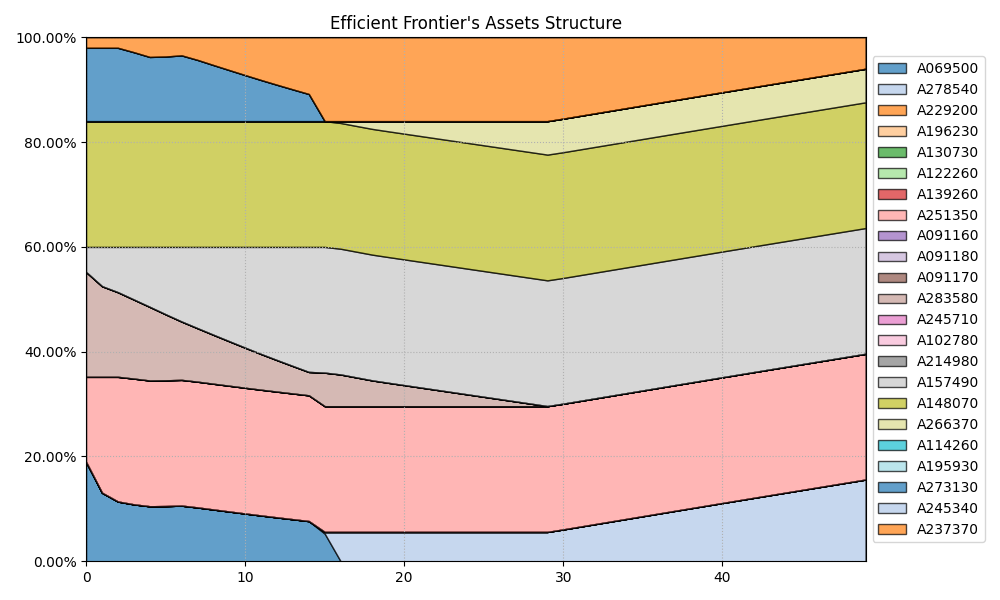 Efficient Frontier's Assets Structure
100.00%
80.00%
60.00%
40.00%
20.00%
0.00%
0
10
20
30
40
A069500
A278540
A229200
A196230
A130730
A122260
A139260
A251350
A091160
A091180
A091170
A283580
A245710
A102780
A214980
A157490
A148070
A266370
A114260
A195930
A273130
A245340
A237370